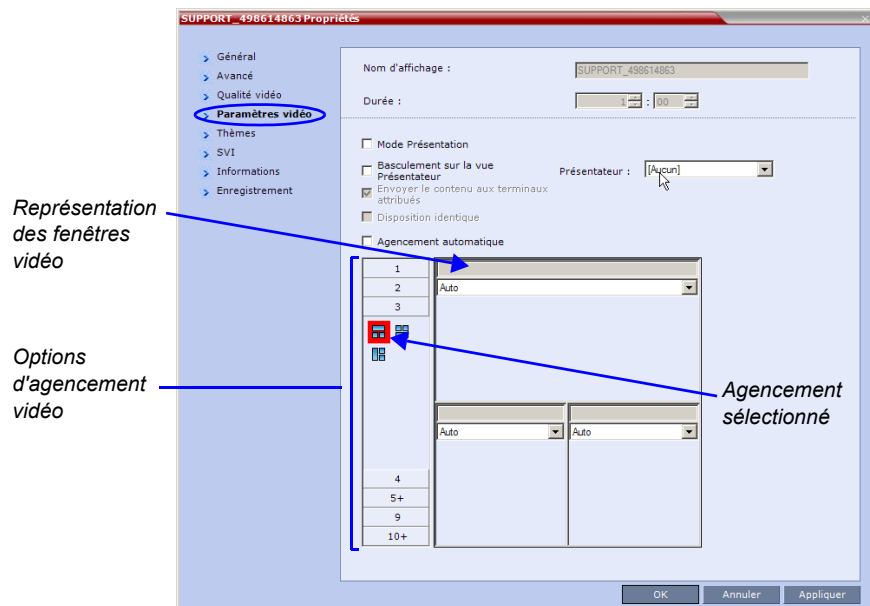 SUPPORT_498614863 Propriétés
Général
Avancé
Qualité vidéo
Paramètres vidéo
Thèmes
SVI
Informations
Enregistrement
Nom d'affichage :
SUPPORT_498614863
Durée :
1 : 00
Mode Présentation
Basculement sur la vue
Présentateur
Présentateur :
[Aucun]
Envoyer le contenu aux terminaux
attribués
Disposition identique
Agencement automatique
1
2
3
4
5+
9
10+
Auto
Auto
Auto
Représentation
des fenêtres
vidéo
Options
d'agencement
vidéo
Agencement
sélectionné
OK
Annuler
Appliquer